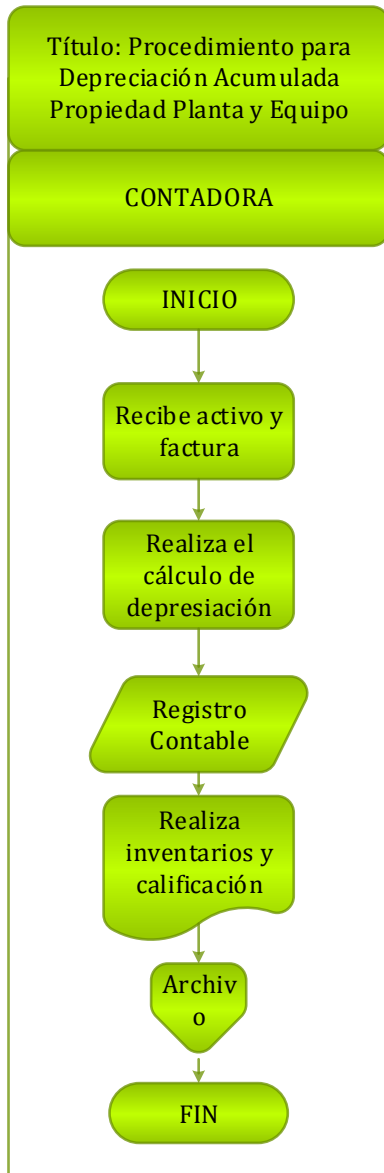 Título: Procedimiento para
Depreciación Acumulada
Propiedad Planta y Equipo
CONTADORA
INICIO
Recibe activo y
factura
Realiza el
cálculo de
depresiación
Registro
Contable
Realiza
inventarios y
calificación
Archiv
o
FIN